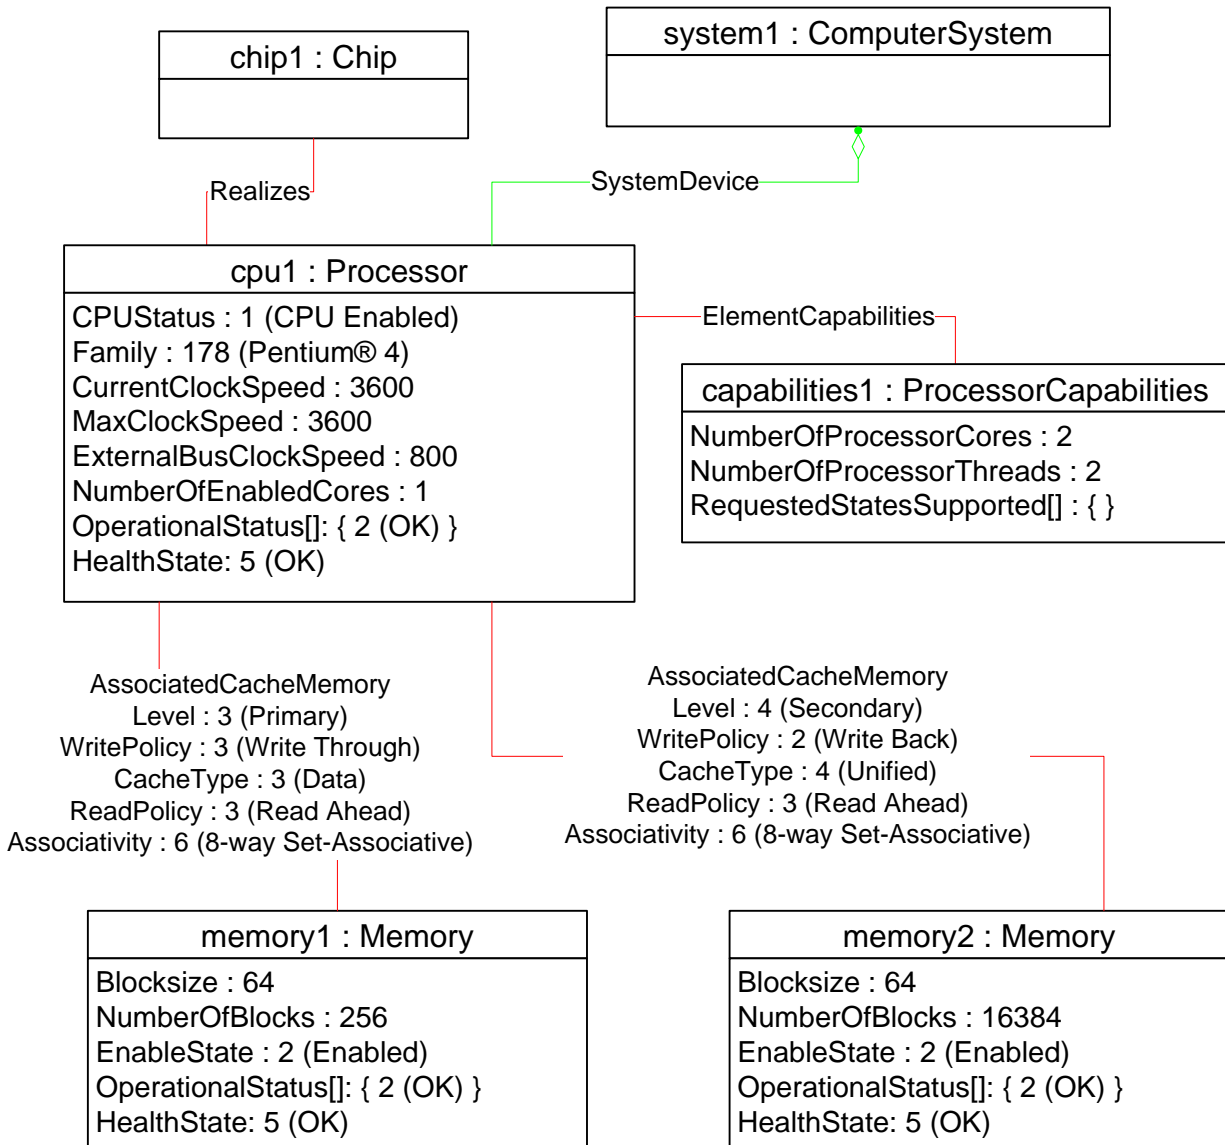 chip1 : Chip
system1 : ComputerSystem
Realizes
SystemDevice
cpu1 : Processor
CPUStatus : 1 (CPU Enabled)
Family : 178 (Pentium® 4)
CurrentClockSpeed : 3600
MaxClockSpeed : 3600
ExternalBusClockSpeed : 800
NumberOfEnabledCores : 1
OperationalStatus[]: { 2 (OK) }
HealthState: 5 (OK)
ElementCapabilities
capabilities1 : ProcessorCapabilities
NumberOfProcessorCores : 2
NumberOfProcessorThreads : 2
RequestedStatesSupported[] : { }
AssociatedCacheMemory
Level : 3 (Primary)
WritePolicy : 3 (Write Through)
CacheType : 3 (Data)
ReadPolicy : 3 (Read Ahead)
Associativity : 6 (8-way Set-Associative)
AssociatedCacheMemory
Level : 4 (Secondary)
WritePolicy : 2 (Write Back)
CacheType : 4 (Unified)
ReadPolicy : 3 (Read Ahead)
Associativity : 6 (8-way Set-Associative)
memory1 : Memory
Blocksize : 64
NumberOfBlocks : 256
EnableState : 2 (Enabled)
OperationalStatus[]: { 2 (OK) }
HealthState: 5 (OK)
memory2 : Memory
Blocksize : 64
NumberOfBlocks : 16384
EnableState : 2 (Enabled)
OperationalStatus[]: { 2 (OK) }
HealthState: 5 (OK)